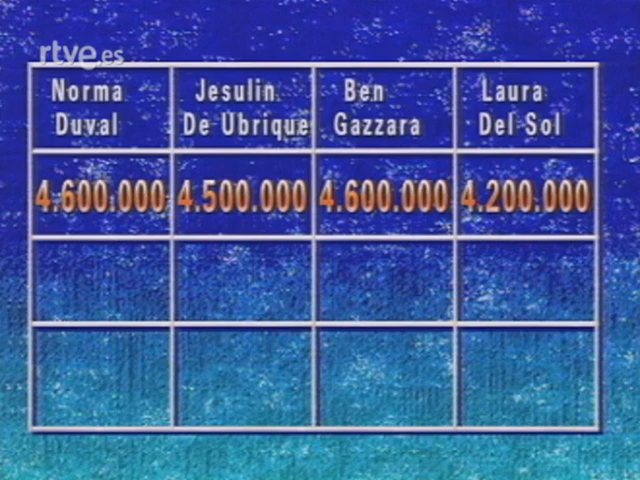 rtve.es
Norma
Duval
Jesulin
De Ubrique
Ben
Gazzara
Laura
Del Sol
4.600.000
4.500.000
4.600.000
4.200.000